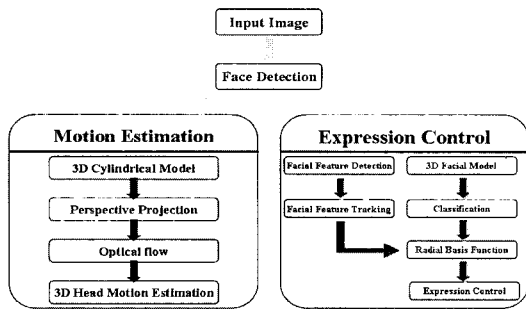 Input Image
Face Detection
Motion Estimation
3D Cylindrical Model
Perspective Projection
Optical flow
3D Head Motion Estimation
Expression Control
Facial Feature Detection
3D Facial Model
Facial Feature Tracking
Classification
Radial Basis Function
Expression Control